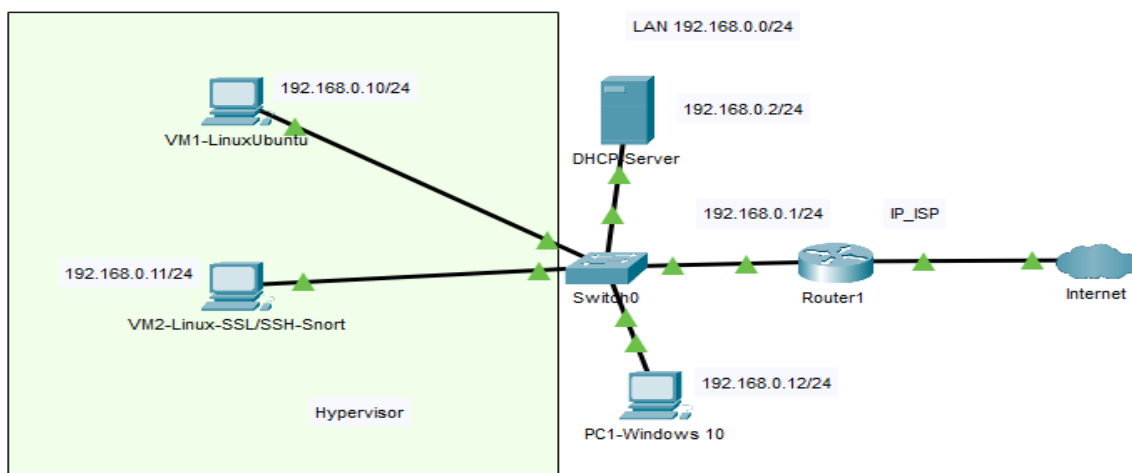 LAN 192.168.0.0/24
192.168.0.10/24
VM1-LinuxUbuntu
192.168.0.2/24
DHCP-Server
192.168.0.1/24
IP_ISP
192.168.0.11/24
VM2-Linux-SSL/SSH-Snort
Switch0
Router1
Internet
192.168.0.12/24
PC1-Windows 10
Hypervisor